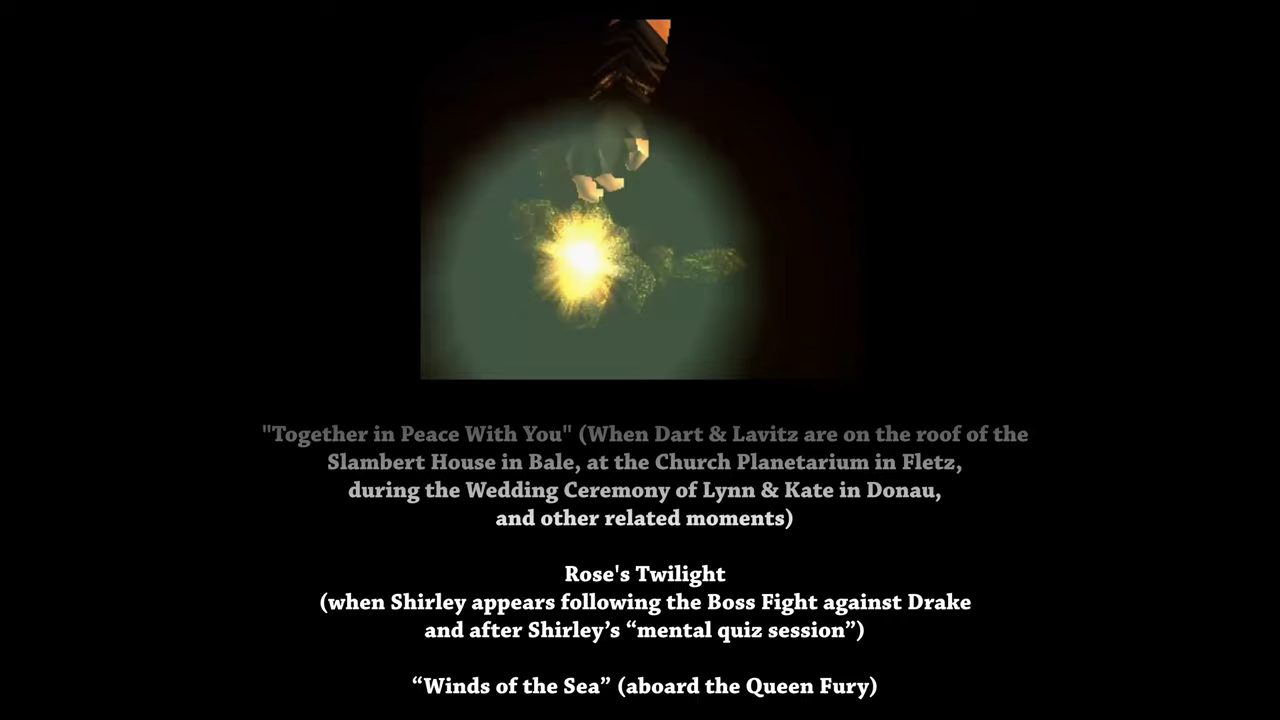 "Together in Peace With You" (When Dart & Lavitz are on the roof of the
Slambert House in Bale, at the Church Planetarium in Fletz,
during the Wedding Ceremony of Lynn & Kate in Donau,
and other related moments)
Rose's Twilight
(when Shirley appears following the Boss Fight against Drake
and after Shirley’s “mental quiz session”)
“Winds of the Sea” (aboard the Queen Fury)